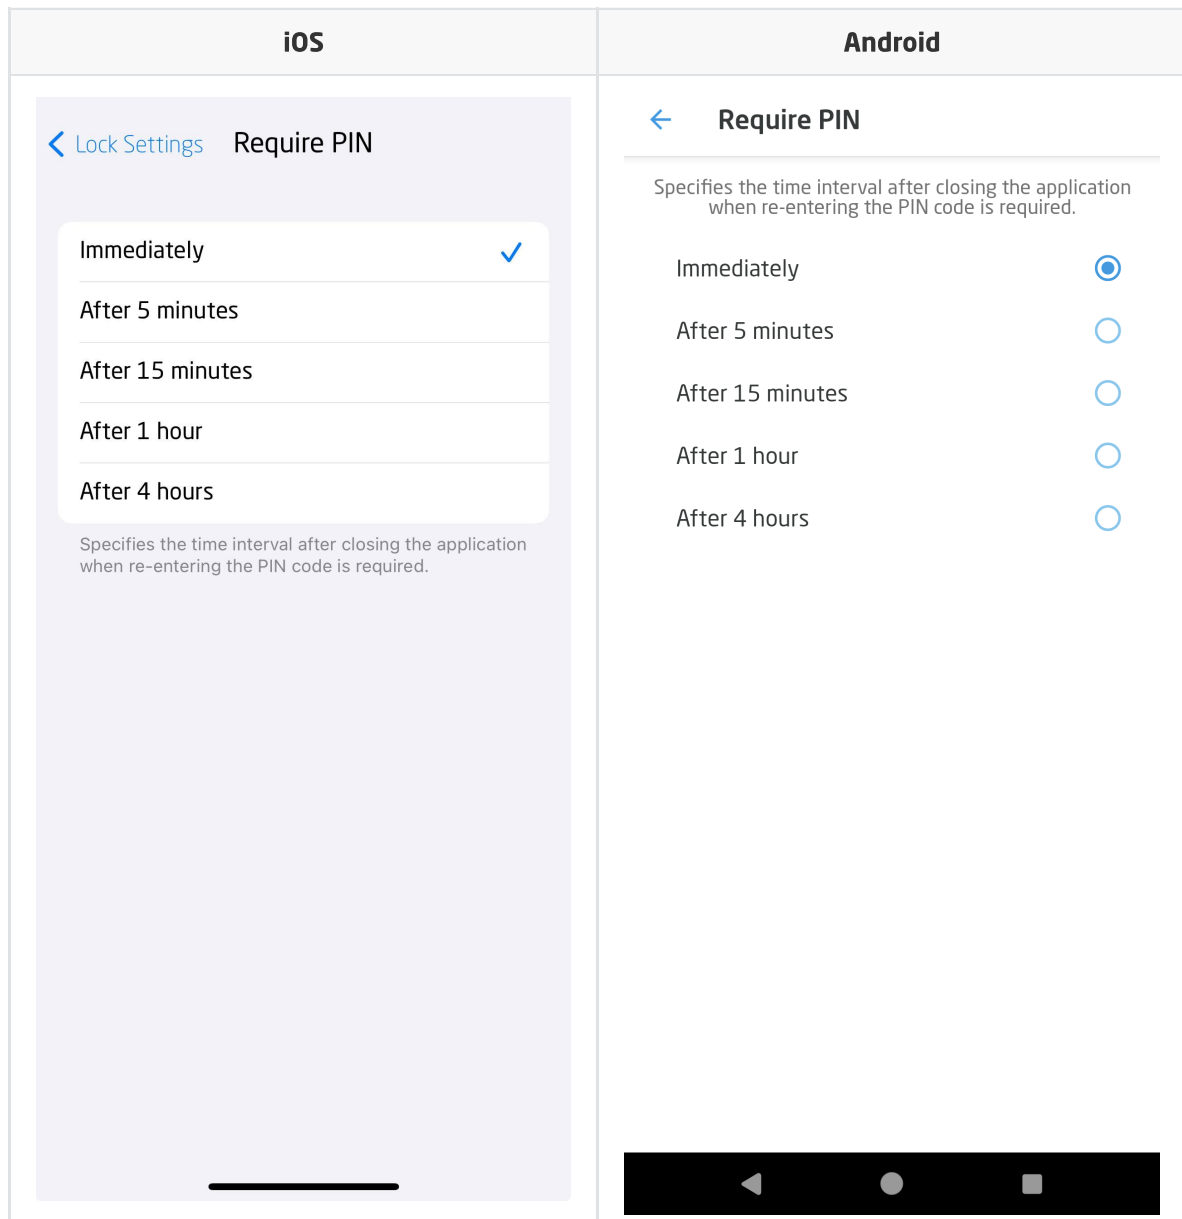 iOS
Android
Lock Settings Require PIN
Immediately
After 5 minutes
After 15 minutes
After 1 hour
After 4 hours
Specifies the time interval after closing the application
when re-entering the PIN code is required.
Require PIN
Specifies the time interval after closing the application
when re-entering the PIN code is required.
Immediately
After 5 minutes
After 15 minutes
After 1 hour
After 4 hours